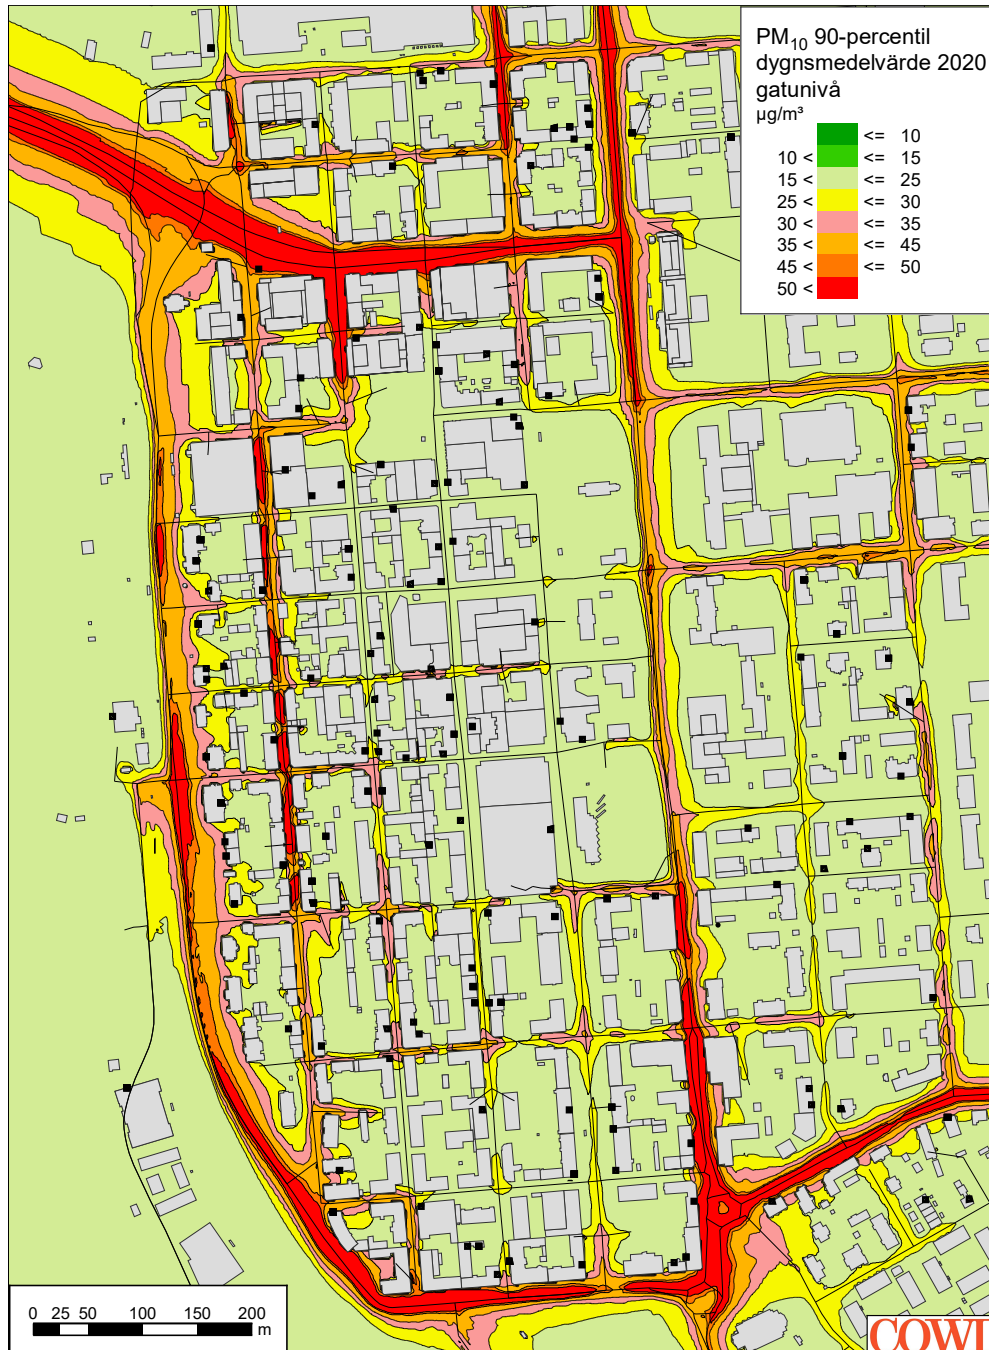 PM₁₀ 90-percentil
dygnsmedelvärde 2020
gatunivå
µg/m³
<= 10
10 < <= 15
15 < <= 25
25 < <= 30
30 < <= 35
35 < <= 45
45 < <= 50
50 <
0 25 50 100 150 200
m
COWI